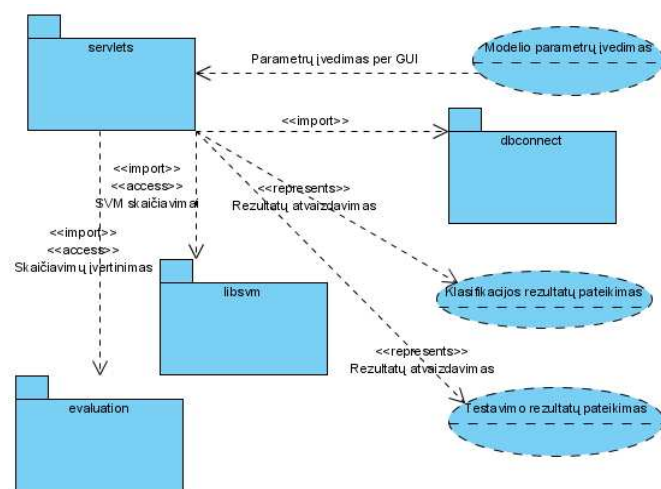 servlets
Modelio parametrų įvedimas
Parametrų įvedimas per GUI
<<import>>
dbconnect
<<import>>
<<access>>
SVM skaičiavimai
<<represents>>
Rezultatų atvaizdavimas
<<import>>
<<access>>
Skaičiavimų įvertinimas
libsvm
Klasifikacijos rezultatų pateikimas
<<represents>>
Rezultatų atvaizdavimas
evaluation
Testavimo rezultatų pateikimas